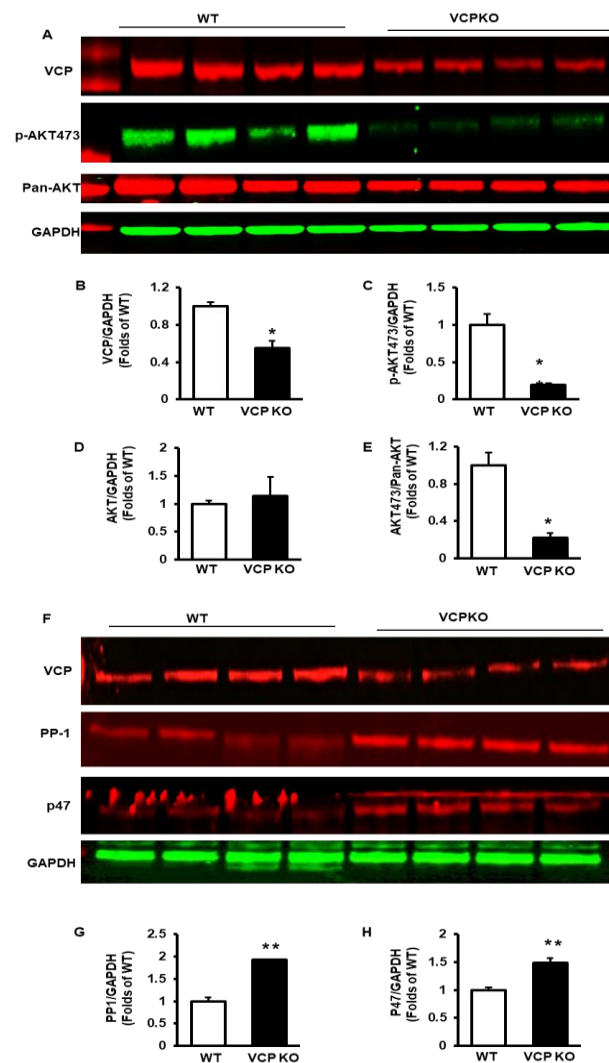 WT
VCPKO
A
VCP
p-AKT473
Pan-AKT
GAPDH
B
VCP/GAPDH
(Folds of WT)
1.2
0.8
0.4
0
*
WT
VCP KO
C
p-AKT473/GAPDH
(Folds of WT)
1.5
1
0.5
0
*
*
WT
VCP KO
D
AKT/GAPDH
(Folds of WT)
2
1.5
1
0.5
0
WT
VCP KO
E
AKT473/Pan-AKT
(Folds of WT)
1.2
0.8
0.4
0
*
WT
VCP KO
F
WT
VCPKO
VCP
PP-1
p47
GAPDH
G
PP1/GAPDH
(Folds of WT)
2.5
2
1.5
1
0.5
0
**
WT
VCP KO
H
P47/GAPDH
(Folds of WT)
2
1.5
1
0.5
0
**
WT
VCP KO